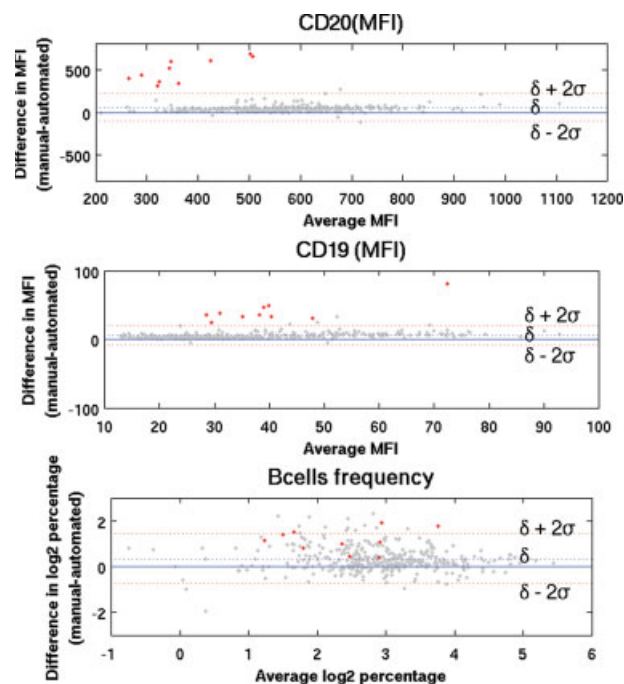 CD20(MFI)
Difference in MFI
(manual-automated)
500
0
-500
δ + 2σ
δ
δ - 2σ
200 300 400 500 600 700 800 900 1000 1100 1200
Average MFI
CD19 (MFI)
Difference in MFI
(manual-automated)
100
0
-100
δ + 2σ
δ
δ - 2σ
10 20 30 40 50 60 70 80 90 100
Average MFI
Bcells frequency
Difference in log2 percentage
(manual-automated)
2
0
-2
δ + 2σ
δ
δ - 2σ
-1 0 1 2 3 4 5 6
Average log2 percentage